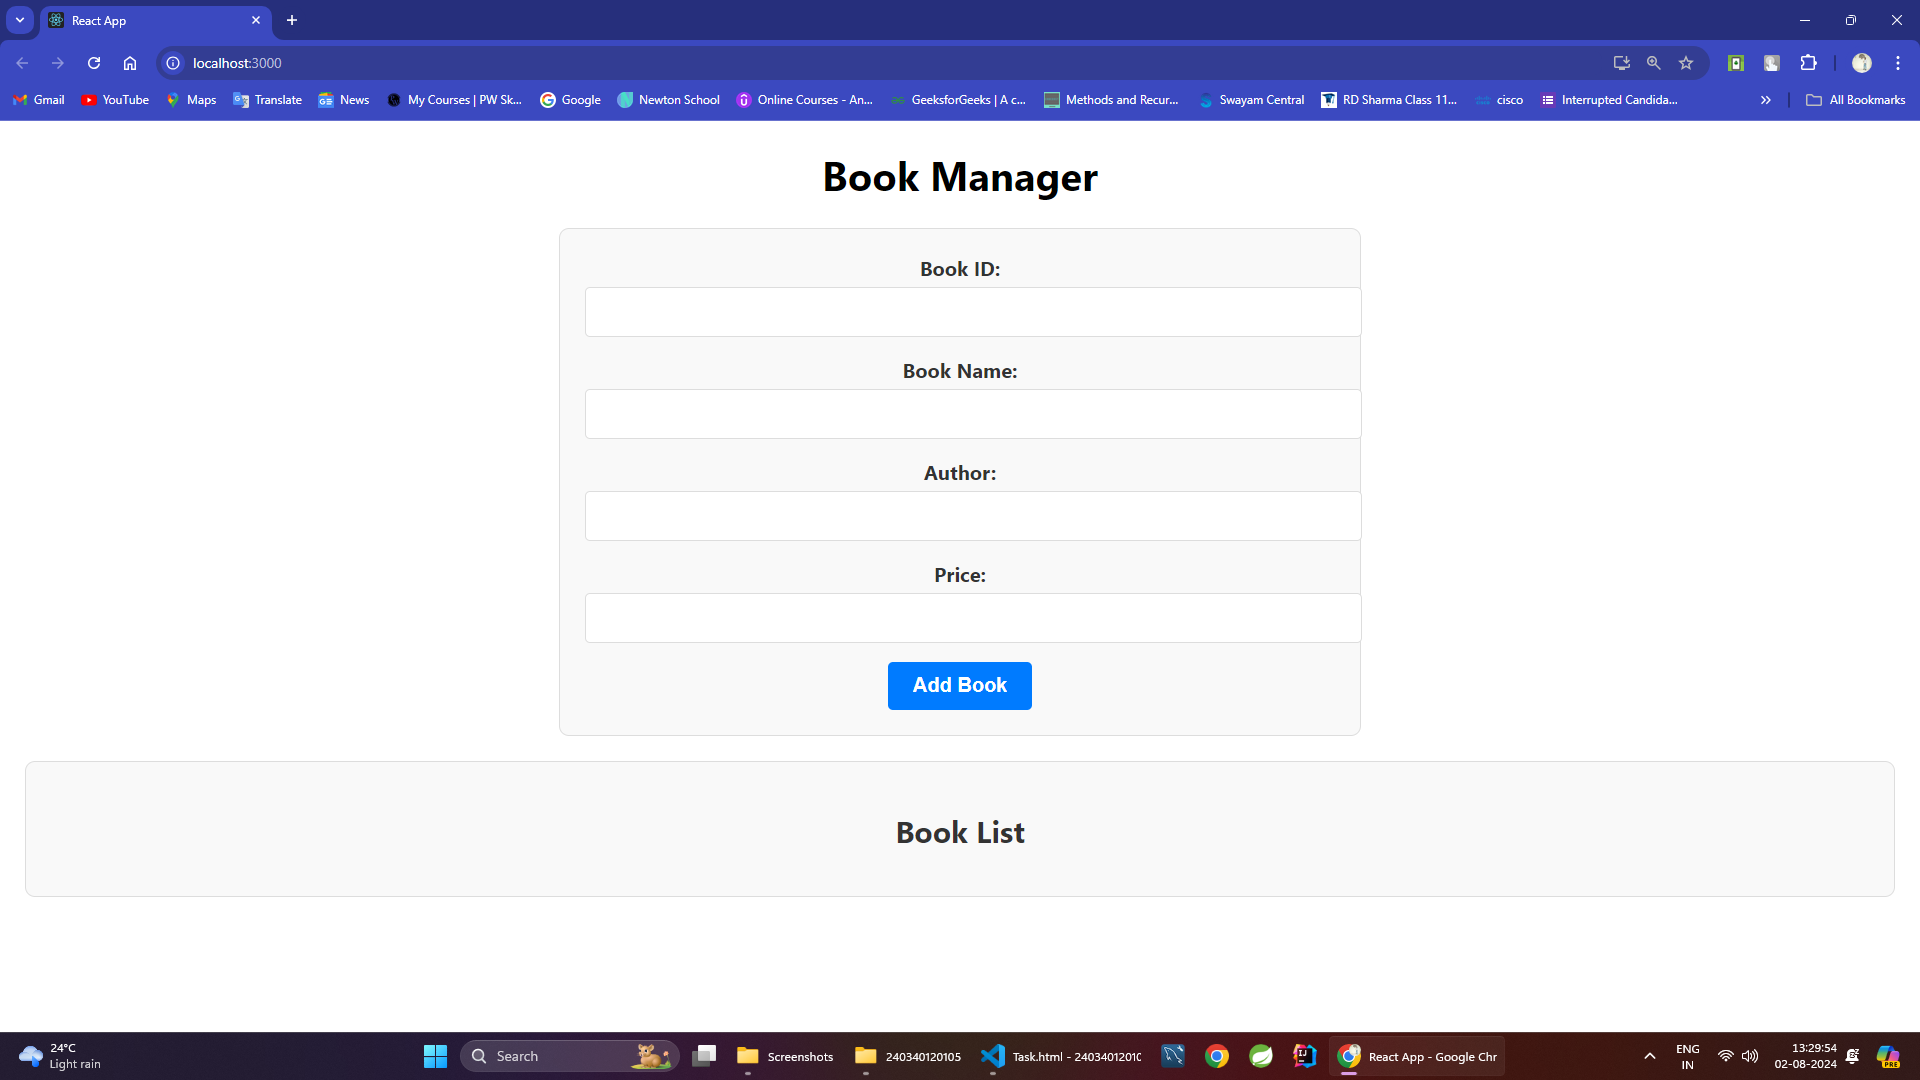 React App
localhost:3000
Gmail
YouTube
Maps
Translate
News
My Courses | PW Sk...
Google
Newton School
Online Courses - An...
GeeksforGeeks | A c...
Methods and Recur...
Swayam Central
RD Sharma Class 11...
cisco
Interrupted Candida...
All Bookmarks
Book Manager
Book ID:
Book Name:
Author:
Price:
Add Book
Book List
24°C
Light rain
Search
Screenshots
240340120105
Task.html - 2403401201
React App - Google Chr
ENG
IN
13:29:54
02-08-2024
PRE